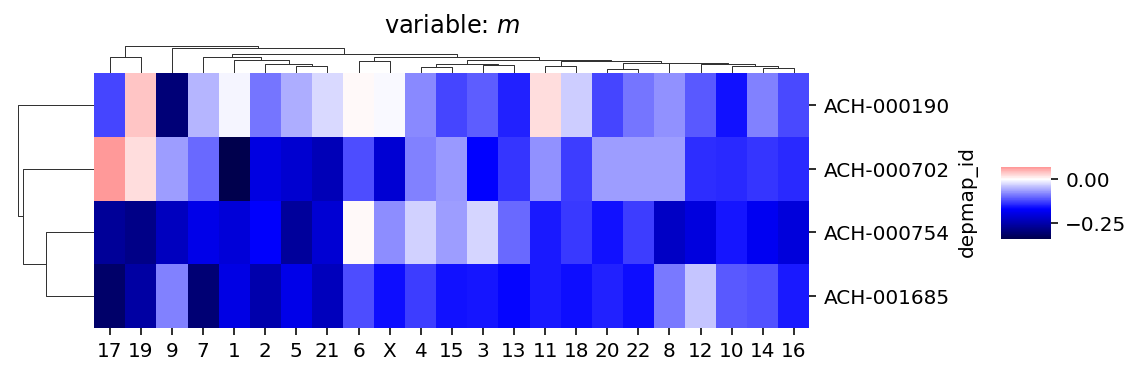 variable: m
ACH-000190
ACH-000702
ACH-000754
ACH-001685
depmap_id
0.00
−0.25
17 19 9 7 1 2 5 21 6 X 4 15 3 13 11 18 20 22 8 12 10 14 16